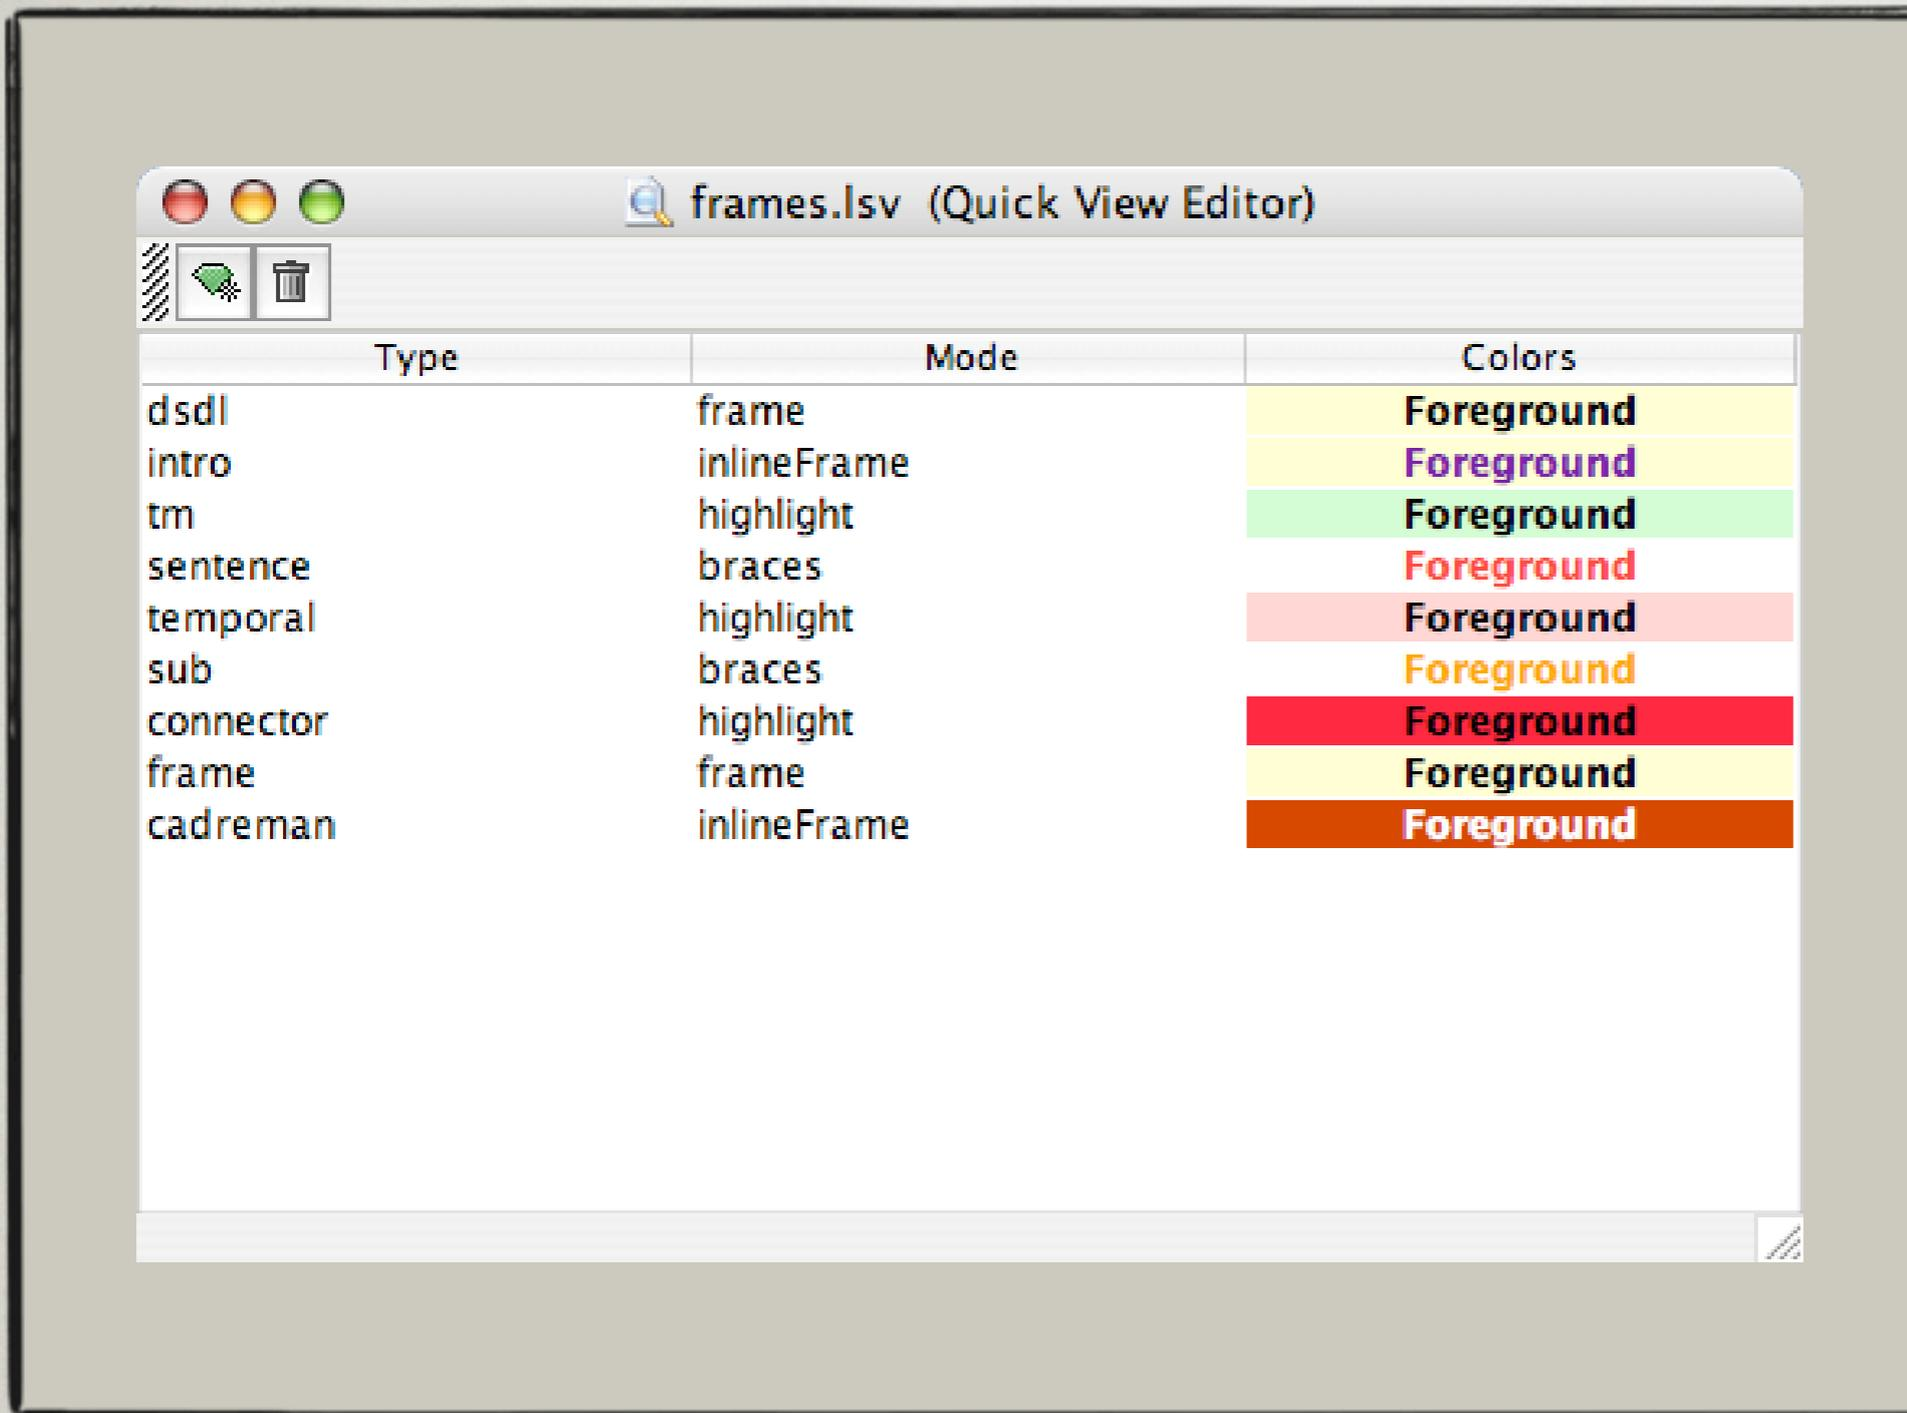 frames.lsv (Quick View Editor)
Type Mode Colors
dsdl frame Foreground
intro inlineFrame Foreground
tm highlight Foreground
sentence braces Foreground
temporal highlight Foreground
sub braces Foreground
connector highlight Foreground
frame frame Foreground
cadreman inlineFrame Foreground